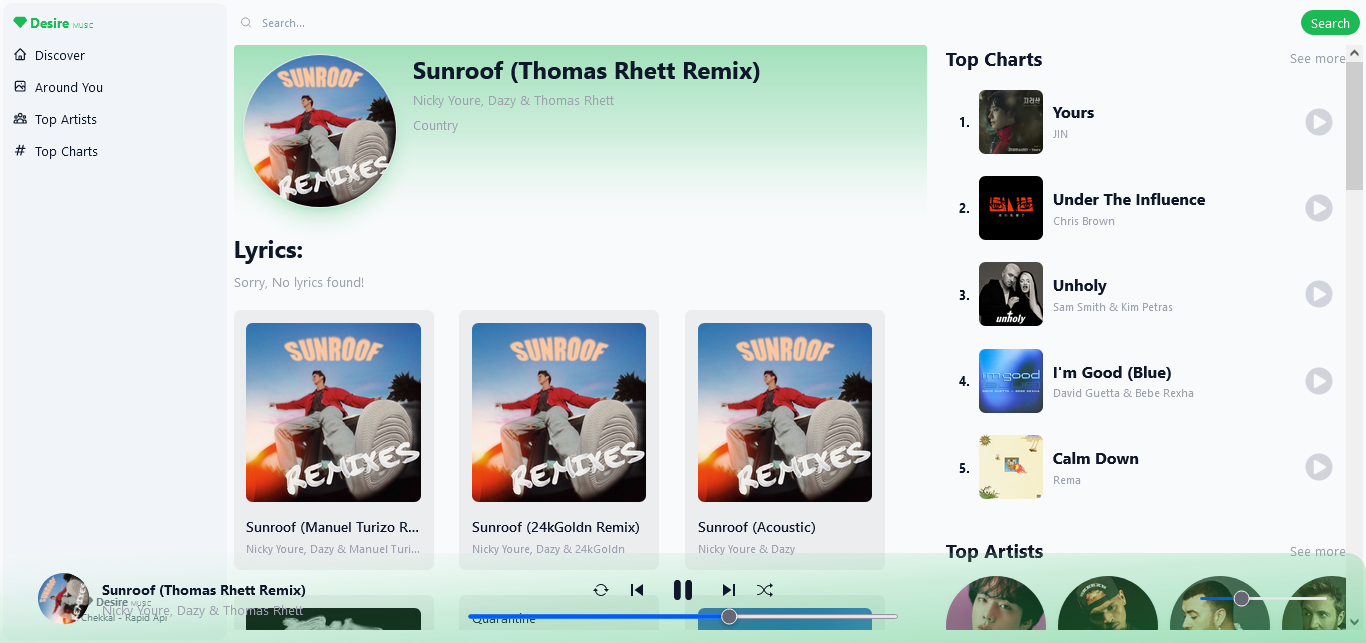 Desire MUSC
Discover
Around You
Top Artists
Top Charts
Search...
Search
Sunroof (Thomas Rhett Remix)
Nicky Youre, Dazy & Thomas Rhett
Country
SUNROOF
REMIXES
Lyrics:
Sorry, No lyrics found!
SUNROOF
REMIXES
Sunroof (Manuel Turizo R...
Nicky Youre, Dazy & Manuel Turi...
SUNROOF
REMIXES
Sunroof (24kGoldn Remix)
Nicky Youre, Dazy & 24kGoldn
SUNROOF
REMIXES
Sunroof (Acoustic)
Nicky Youre & Dazy
Quarantine
Top Charts
See more
1.
Yours
JIN
2.
Under The Influence
Chris Brown
3.
unholy
Unholy
Sam Smith & Kim Petras
4.
i'm good
I'm Good (Blue)
David Guetta & Bebe Rexha
5.
Calm Down
Rema
Top Artists
See more
Sunroof (Thomas Rhett Remix)
Desire MUSC
Nicky Youre, Dazy & Thomas Rhett
Chekkal - Rapid Api